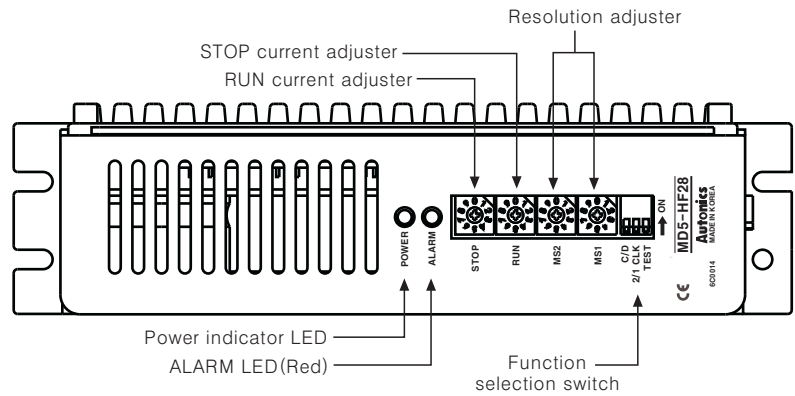 Resolution adjuster
STOP current adjuster
RUN current adjuster
POWER
ALARM
STOP
RUN
MS2
MS1
C/D
2/1 CLK
TEST
ON
MD5-HF28
Autonics
MADE IN KOREA
CE
6C0014
Power indicator LED
ALARM LED(Red)
Function
selection switch